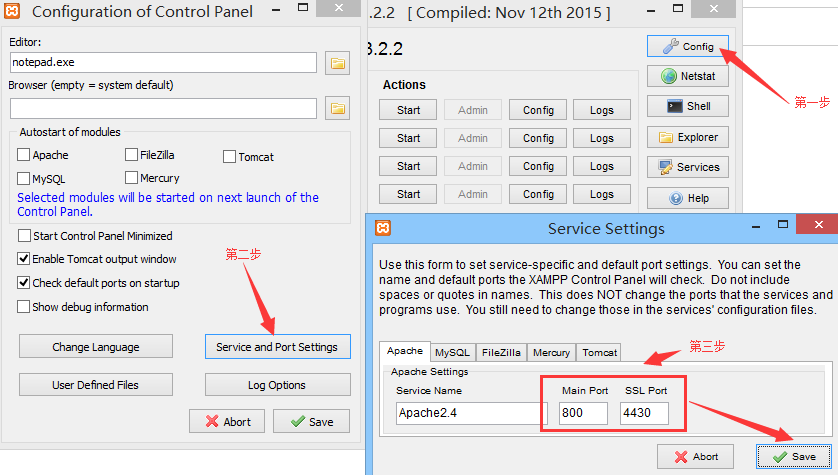 Configuration of Control Panel
Editor:
notepad.exe
Browser (empty = system default)
Autostart of modules
Apache
FileZilla
Tomcat
MySQL
Mercury
Selected modules will be started on next launch of the
Control Panel.
Start Control Panel Minimized
Enable Tomcat output window
Check default ports on startup
Show debug information
第二步
Change Language
Service and Port Settings
User Defined Files
Log Options
Abort
Save
.2.2 [ Compiled: Nov 12th 2015 ]
3.2.2
Actions
Start Admin Config Logs
Start Admin Config Logs
Start Admin Config Logs
Start Admin Config Logs
Config
Netstat
Shell
Explorer
Services
Help
第一步
Service Settings
Use this form to set service-specific and default port settings. You can set the
name and default ports the XAMPP Control Panel will check. Do not include
spaces or quotes in names. This does NOT change the ports that the services and
programs use. You still need to change those in the services' configuration files.
Apache MySQL FileZilla Mercury Tomcat
第三步
Apache Settings
Service Name Main Port SSL Port
Apache2.4 800 4430
Abort
Save